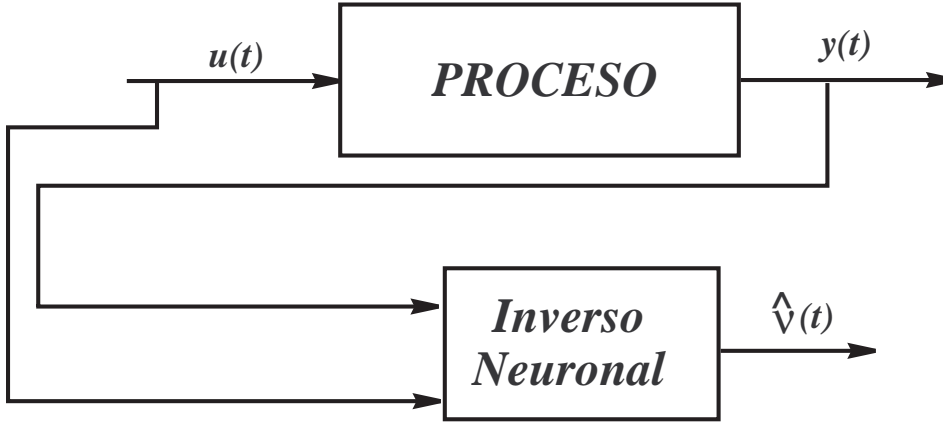 u(t)
PROCESO
y(t)
Inverso
Neuronal
ν̂(t)